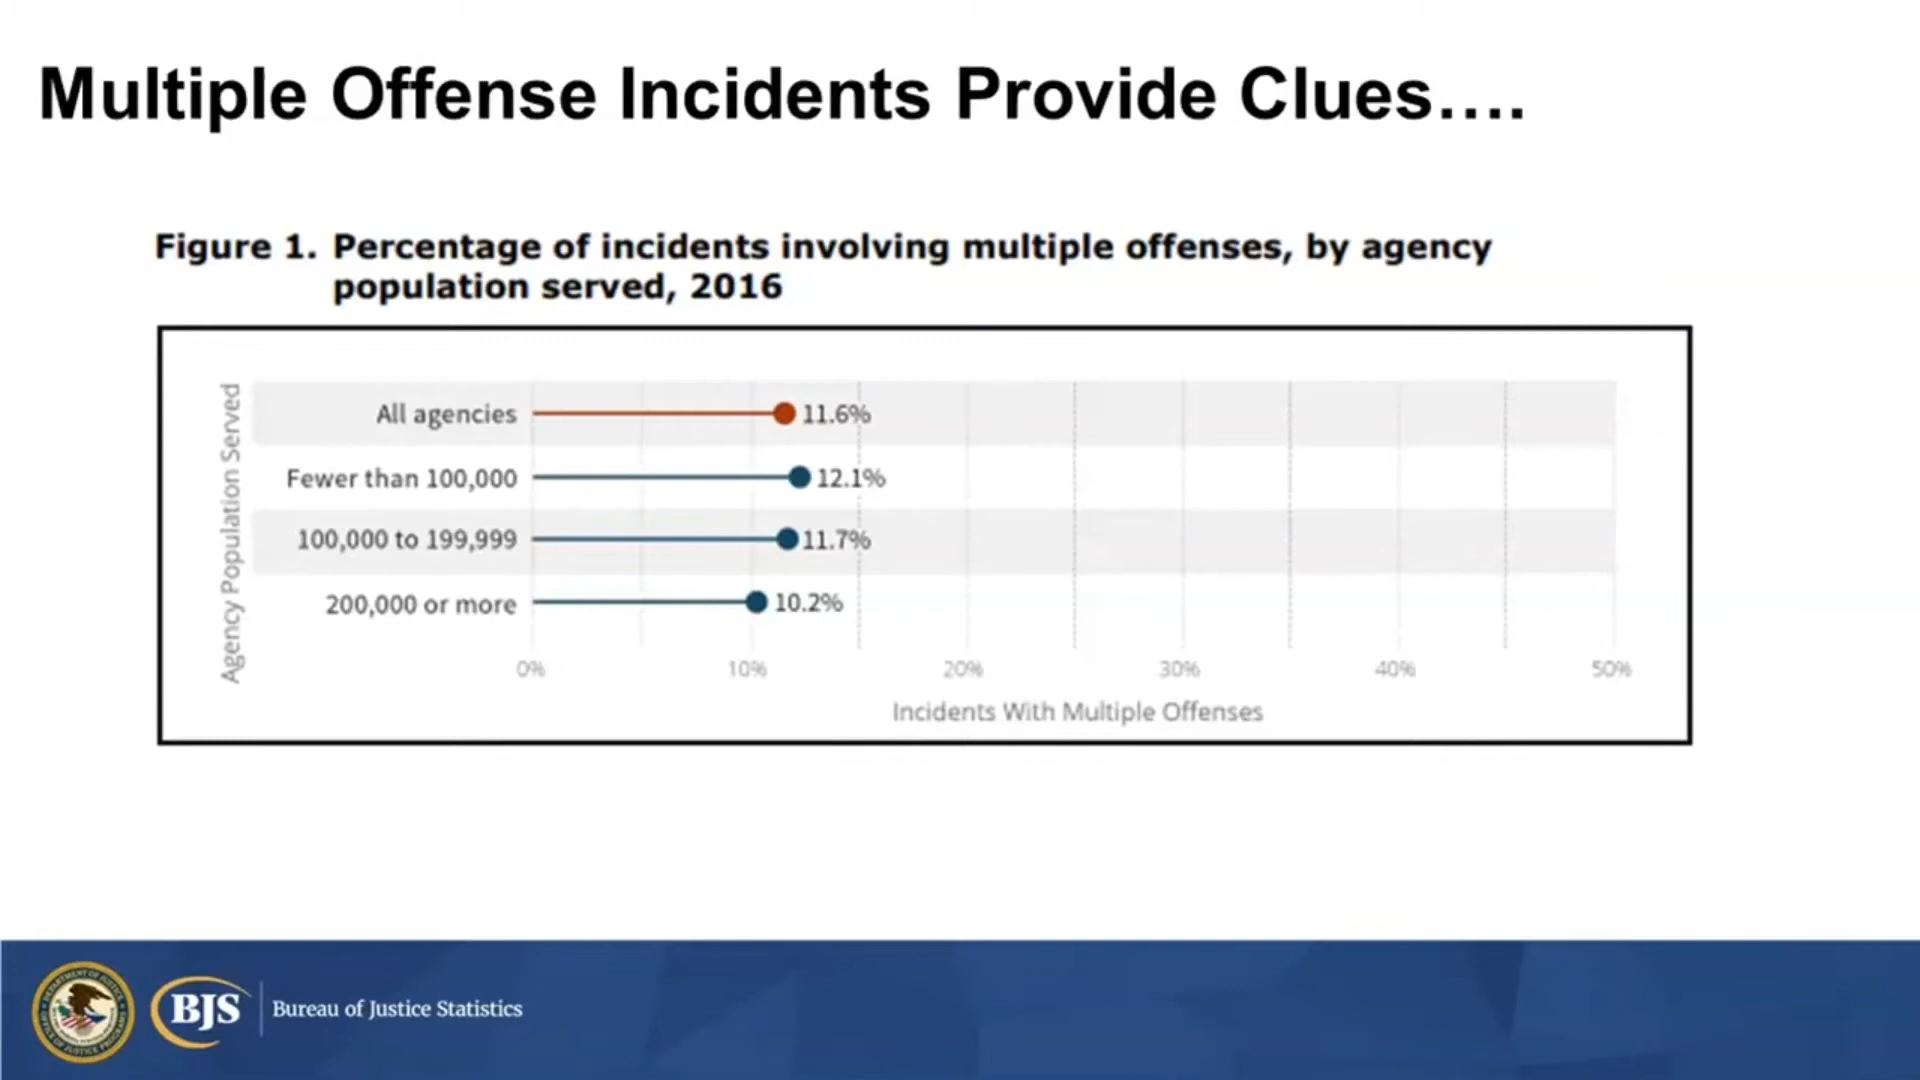 Multiple Offense Incidents Provide Clues....
Figure 1. Percentage of incidents involving multiple offenses, by agency
population served, 2016
Agency Population Served
All agencies 11.6%
Fewer than 100,000 12.1%
100,000 to 199,999 11.7%
200,000 or more 10.2%
0% 10% 20% 30% 40% 50%
Incidents With Multiple Offenses
BJS Bureau of Justice Statistics